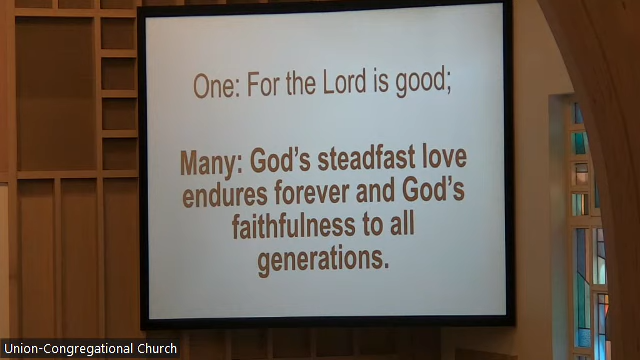 One: For the Lord is good;
Many: God's steadfast love
endures forever and God's
faithfulness to all
generations.
Union-Congregational Church